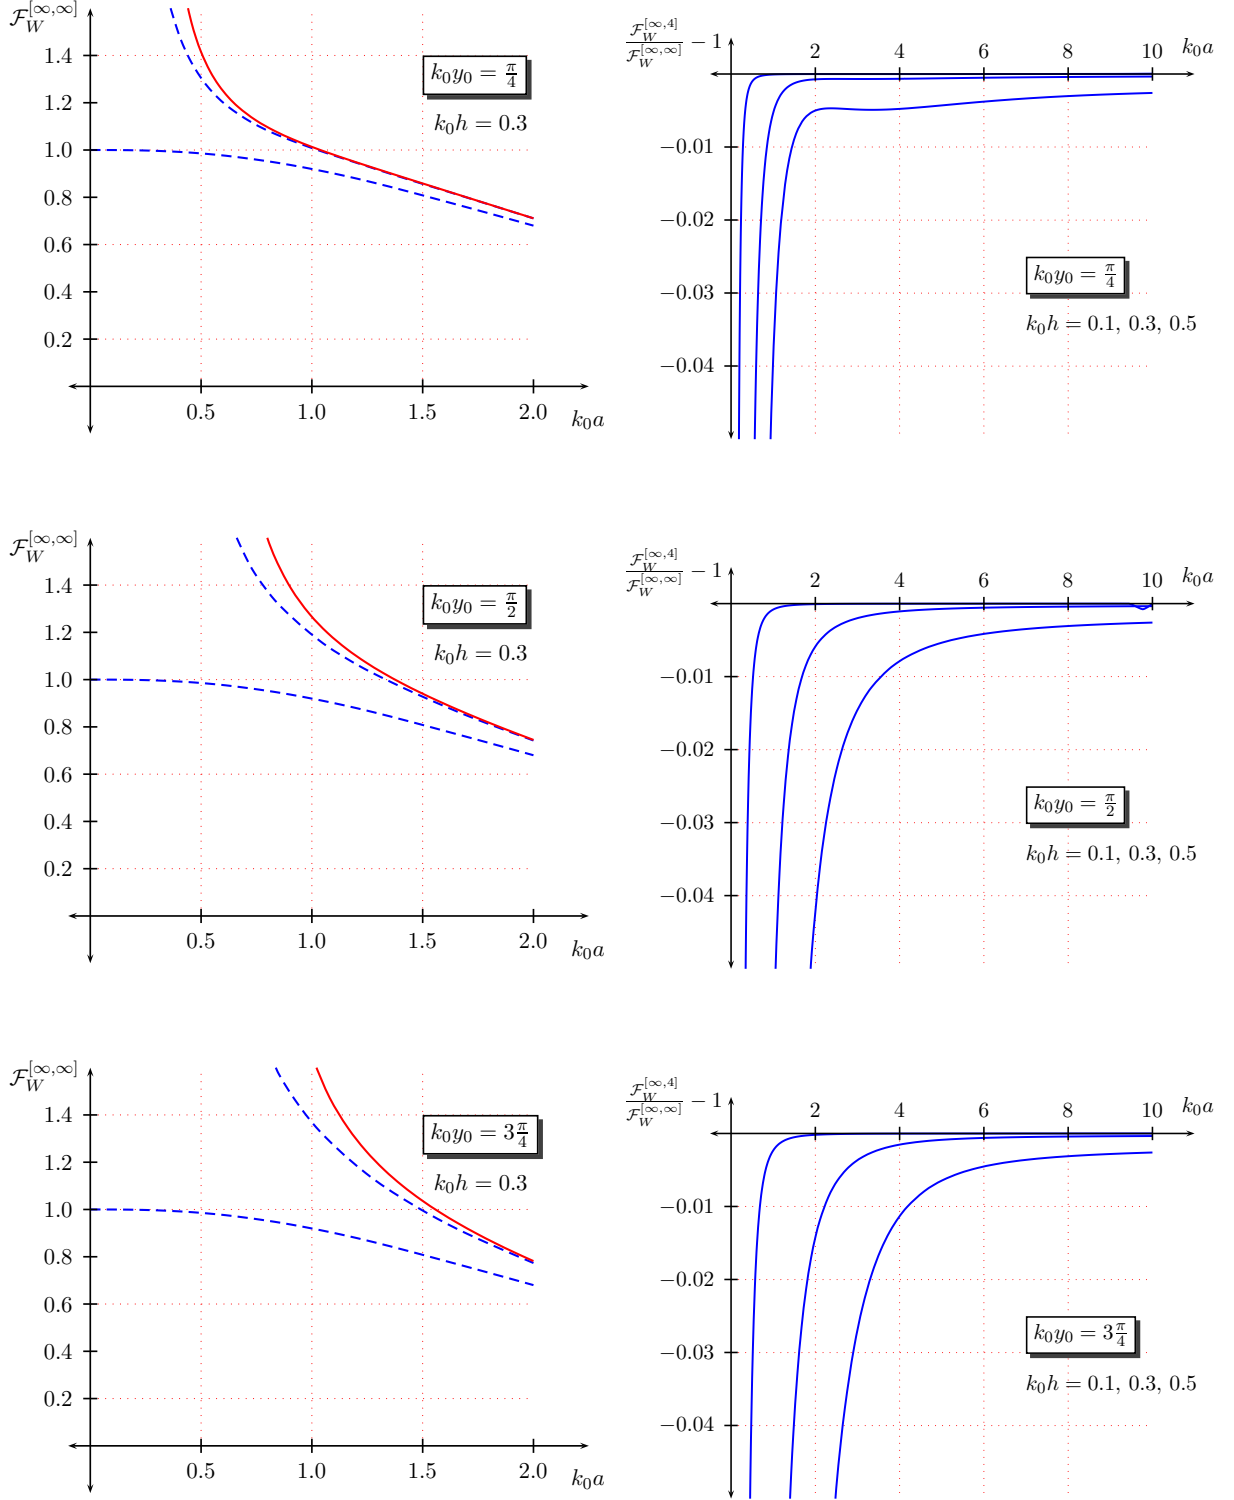 𝓕_W^{[∞,∞]}
1.4
1.2
1.0
0.8
0.6
0.4
0.2
0.5 1.0 1.5 2.0 k₀a
k₀y₀ = π/4
k₀h = 0.3
𝓕_W^{[∞,4]}/𝓕_W^{[∞,∞]} − 1
2 4 6 8 10 k₀a
−0.01
−0.02
−0.03
−0.04
k₀y₀ = π/4
k₀h = 0.1, 0.3, 0.5
𝓕_W^{[∞,∞]}
1.4
1.2
1.0
0.8
0.6
0.4
0.2
0.5 1.0 1.5 2.0 k₀a
k₀y₀ = π/2
k₀h = 0.3
𝓕_W^{[∞,4]}/𝓕_W^{[∞,∞]} − 1
2 4 6 8 10 k₀a
−0.01
−0.02
−0.03
−0.04
k₀y₀ = π/2
k₀h = 0.1, 0.3, 0.5
𝓕_W^{[∞,∞]}
1.4
1.2
1.0
0.8
0.6
0.4
0.2
0.5 1.0 1.5 2.0 k₀a
k₀y₀ = 3π/4
k₀h = 0.3
𝓕_W^{[∞,4]}/𝓕_W^{[∞,∞]} − 1
2 4 6 8 10 k₀a
−0.01
−0.02
−0.03
−0.04
k₀y₀ = 3π/4
k₀h = 0.1, 0.3, 0.5